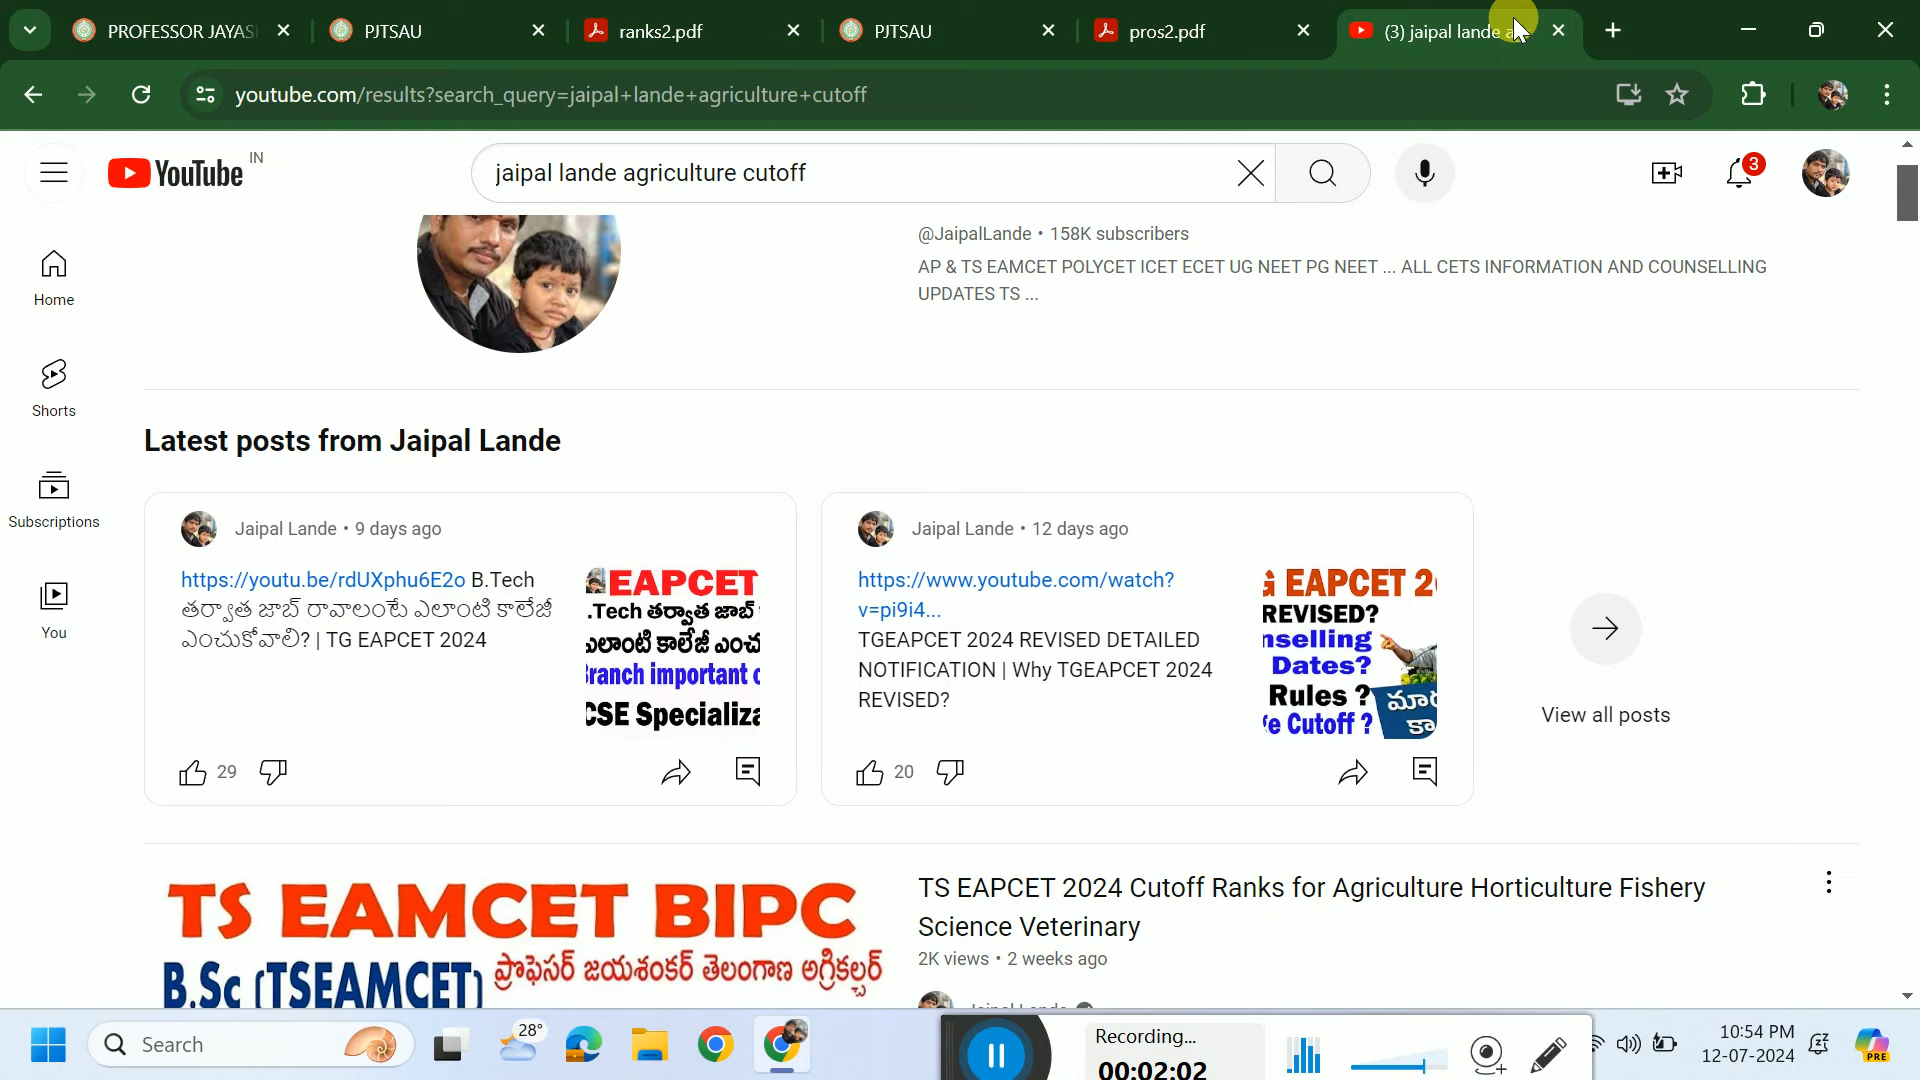 PROFESSOR JAYAS
PJTSAU
ranks2.pdf
PJTSAU
pros2.pdf
(3) jaipal lande a
youtube.com/results?search_query=jaipal+lande+agriculture+cutoff
YouTube IN
jaipal lande agriculture cutoff
3
Home
Shorts
Subscriptions
You
@JaipalLande • 158K subscribers
AP & TS EAMCET POLYCET ICET ECET UG NEET PG NEET ... ALL CETS INFORMATION AND COUNSELLING
UPDATES TS ...
Latest posts from Jaipal Lande
Jaipal Lande • 9 days ago
https://youtu.be/rdUXphu6E2o B.Tech
తర్వాత జాబ్ రావాలంటే ఎలాంటి కాలేజీ
ఎంచుకోవాలి? | TG EAPCET 2024
EAPCET
.Tech తర్వాత జాబ్
ఎలాంటి కాలేజీ ఎంచు
Branch important c
CSE Specializa
29
Jaipal Lande • 12 days ago
https://www.youtube.com/watch?
v=pi9i4...
TGEAPCET 2024 REVISED DETAILED
NOTIFICATION | Why TGEAPCET 2024
REVISED?
EAPCET 2
REVISED?
nselling
Dates?
Rules ?
e Cutoff ?
20
View all posts
TS EAMCET BIPC
B.Sc (TSEAMCET) ప్రొఫెసర్ జయశంకర్ తెలంగాణ అగ్రికల్చర్
TS EAPCET 2024 Cutoff Ranks for Agriculture Horticulture Fishery
Science Veterinary
2K views • 2 weeks ago
Search
28°
Recording...
00:02:02
10:54 PM
12-07-2024
PRE